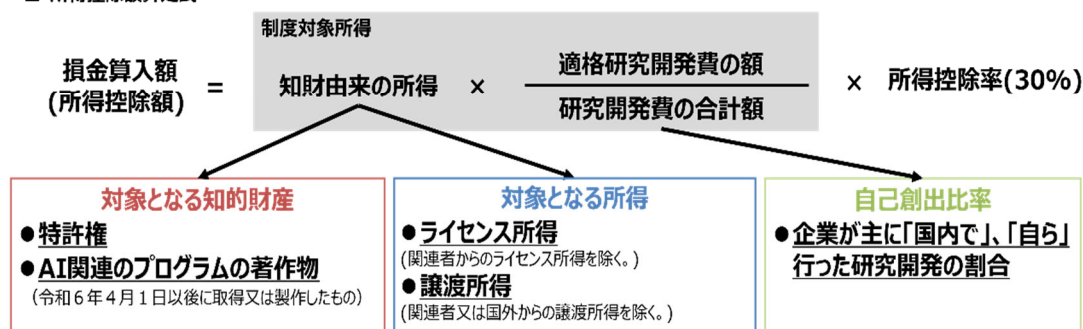 制度対象所得
損金算入額
(所得控除額)
=
知財由来の所得
×
適格研究開発費の額
研究開発費の合計額
×
所得控除率(30%)
対象となる知的財産
●特許権
●AI関連のプログラムの著作物
(令和6年4月1日以後に取得又は製作したもの)
対象となる所得
●ライセンス所得
(関連者からのライセンス所得を除く。)
●譲渡所得
(関連者又は国外からの譲渡所得を除く。)
自己創出比率
●企業が主に「国内で」、「自ら」
行った研究開発の割合